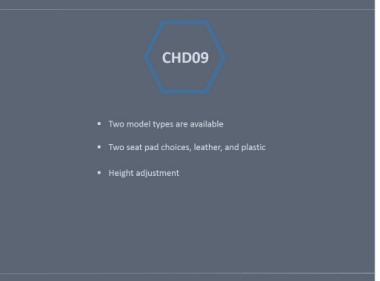 CHD09
▪ Two model types are available
▪ Two seat pad choices, leather, and plastic
▪ Height adjustment